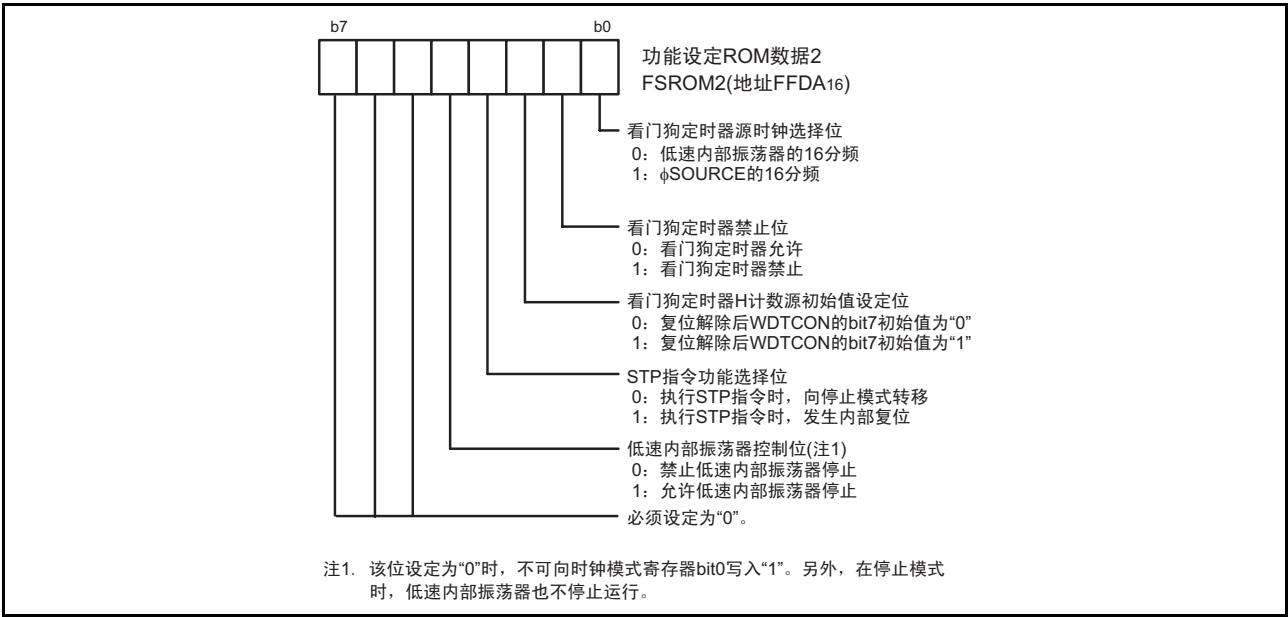 b7 b0
功能设定ROM数据2
FSROM2(地址FFDA16)
看门狗定时器源时钟选择位
0：低速内部振荡器的16分频
1：ϕSOURCE的16分频
看门狗定时器禁止位
0：看门狗定时器允许
1：看门狗定时器禁止
看门狗定时器H计数源初始值设定位
0：复位解除后WDTCON的bit7初始值为“0”
1：复位解除后WDTCON的bit7初始值为“1”
STP指令功能选择位
0：执行STP指令时，向停止模式转移
1：执行STP指令时，发生内部复位
低速内部振荡器控制位(注1)
0：禁止低速内部振荡器停止
1：允许低速内部振荡器停止
必须设定为“0”。
注1. 该位设定为“0”时，不可向时钟模式寄存器bit0写入“1”。另外，在停止模式
时，低速内部振荡器也不停止运行。